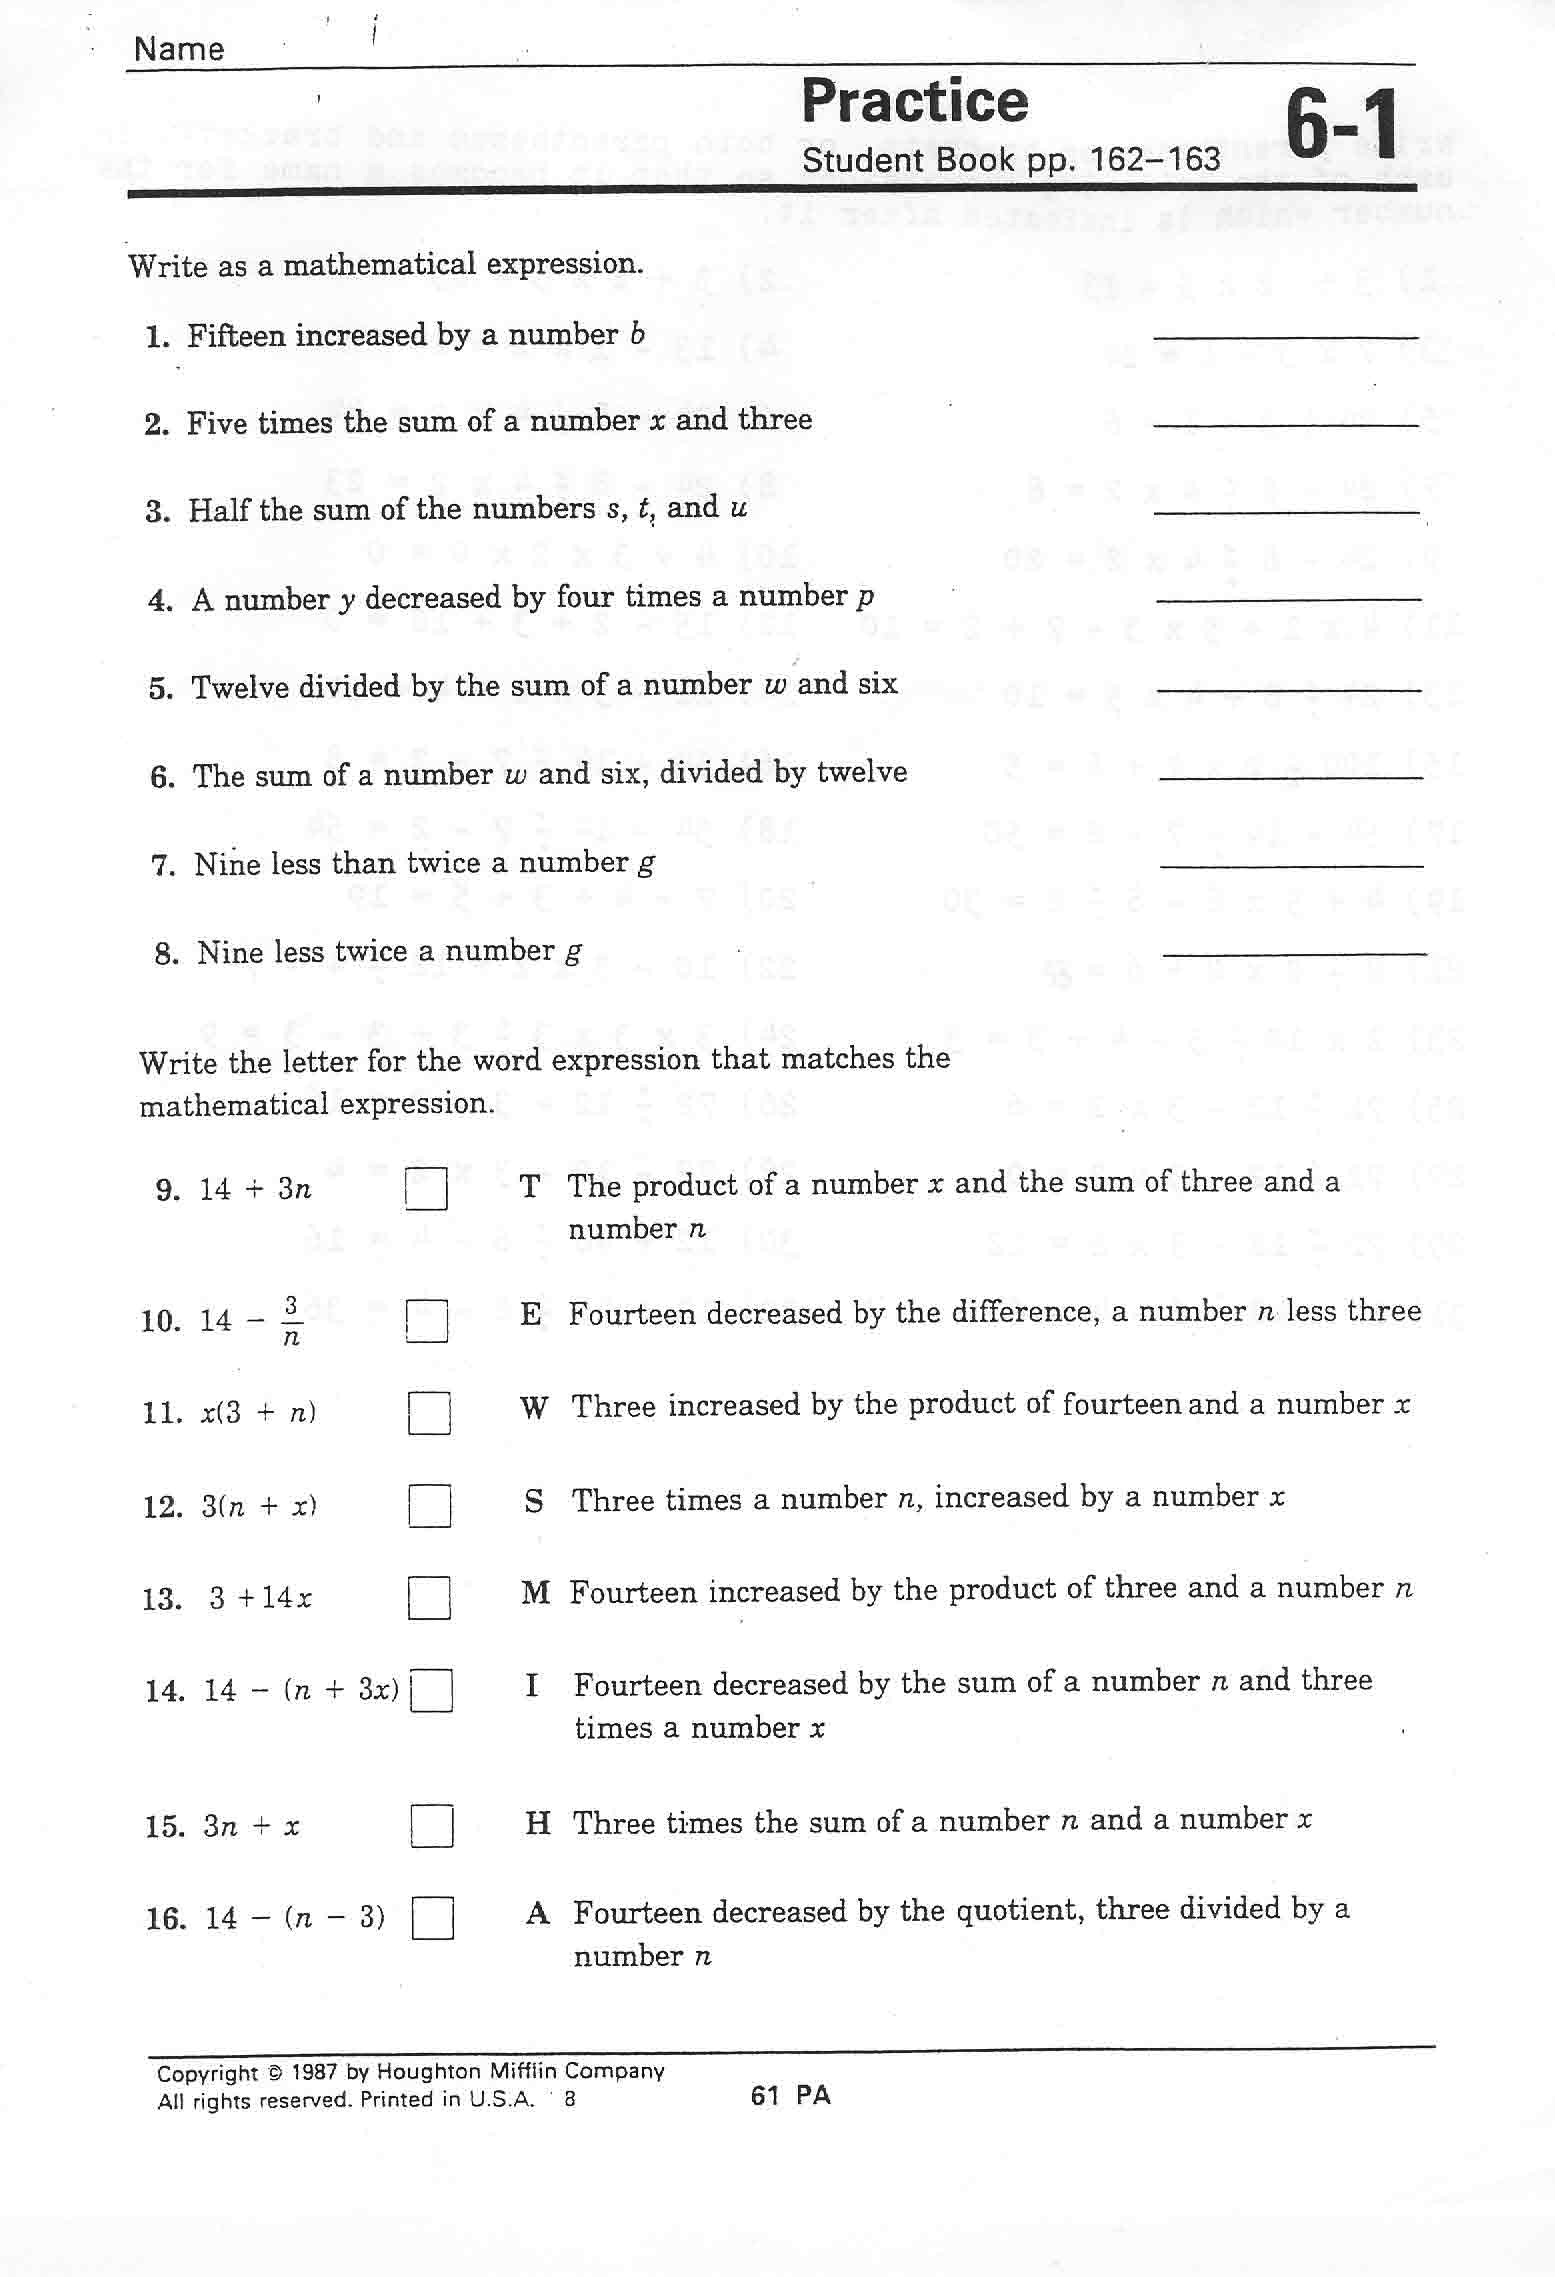 Name
Practice 6-1
Student Book pp. 162–163
Write as a mathematical expression.
1. Fifteen increased by a number b
2. Five times the sum of a number x and three
3. Half the sum of the numbers s, t, and u
4. A number y decreased by four times a number p
5. Twelve divided by the sum of a number w and six
6. The sum of a number w and six, divided by twelve
7. Nine less than twice a number g
8. Nine less twice a number g
Write the letter for the word expression that matches the
mathematical expression.
9. 14 + 3n
T The product of a number x and the sum of three and a
number n
10. 14 − 3/n
E Fourteen decreased by the difference, a number n less three
11. x(3 + n)
W Three increased by the product of fourteen and a number x
12. 3(n + x)
S Three times a number n, increased by a number x
13. 3 + 14x
M Fourteen increased by the product of three and a number n
14. 14 − (n + 3x)
I Fourteen decreased by the sum of a number n and three
times a number x
15. 3n + x
H Three times the sum of a number n and a number x
16. 14 − (n − 3)
A Fourteen decreased by the quotient, three divided by a
number n
Copyright © 1987 by Houghton Mifflin Company
All rights reserved. Printed in U.S.A. 8
61 PA